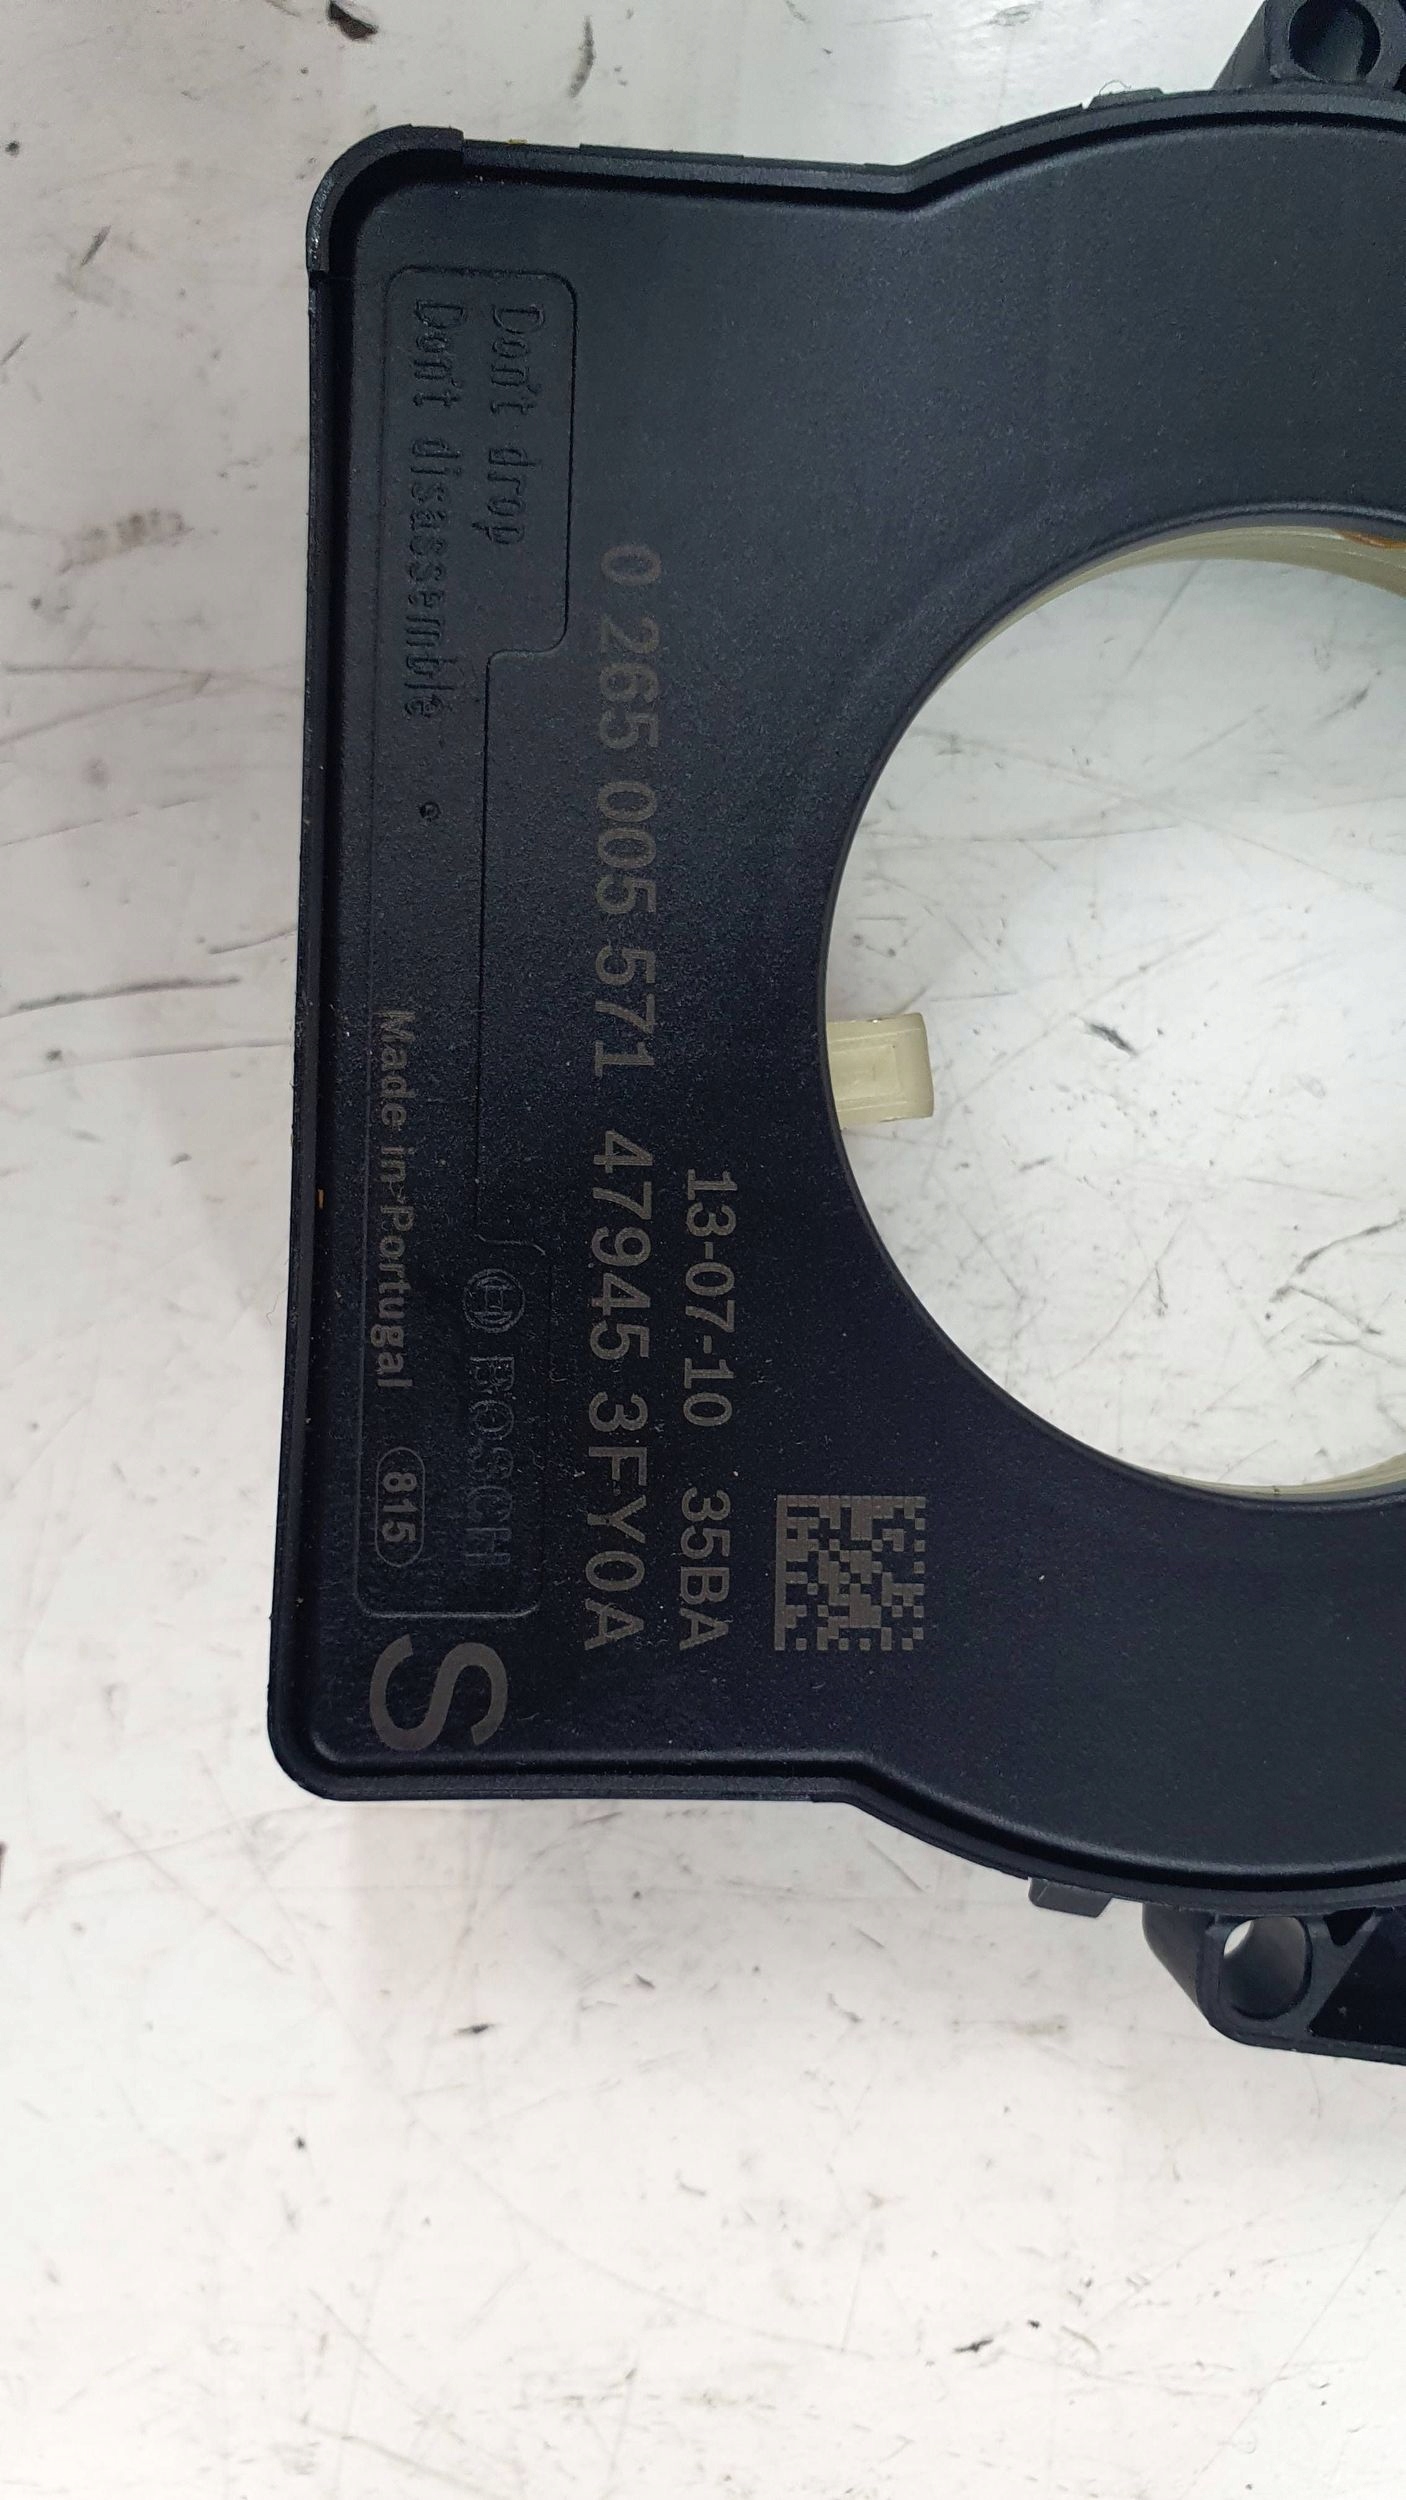 13-07-10 35BA
0 265 005 571 47945 3FY0A
Don't drop
Don't disassemble
BOSCH
Made in Portugal 815
S